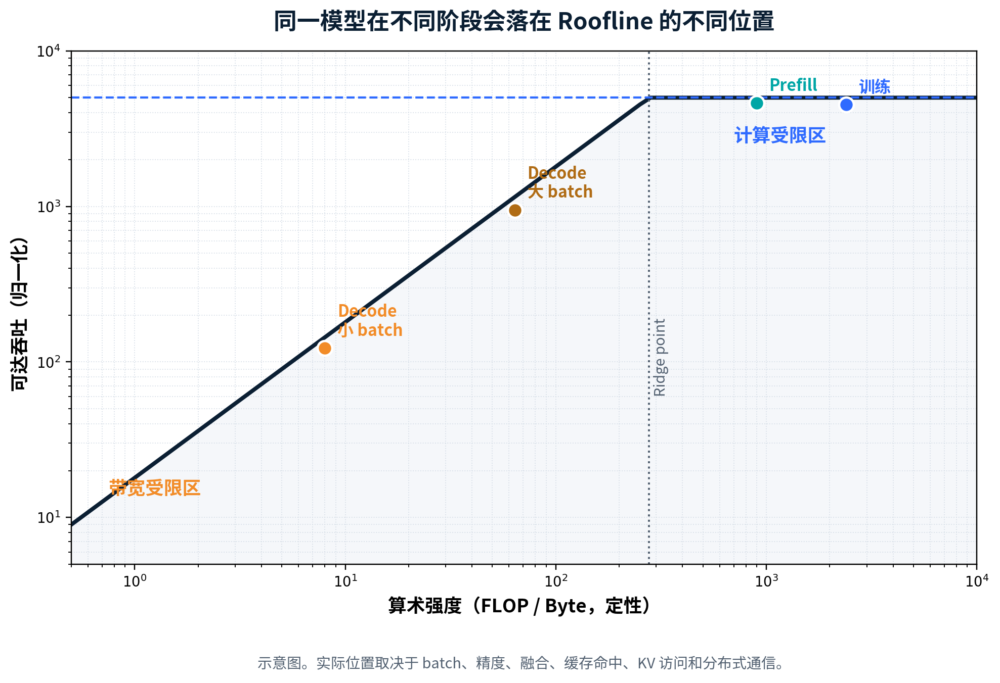 同一模型在不同阶段会落在 Roofline 的不同位置
可达吞吐（归一化）
10⁴
10³
10²
10¹
Prefill
训练
计算受限区
Decode
大 batch
Decode
小 batch
Ridge point
带宽受限区
10⁰
10¹
10²
10³
10⁴
算术强度（FLOP / Byte，定性）
示意图。实际位置取决于 batch、精度、融合、缓存命中、KV 访问和分布式通信。